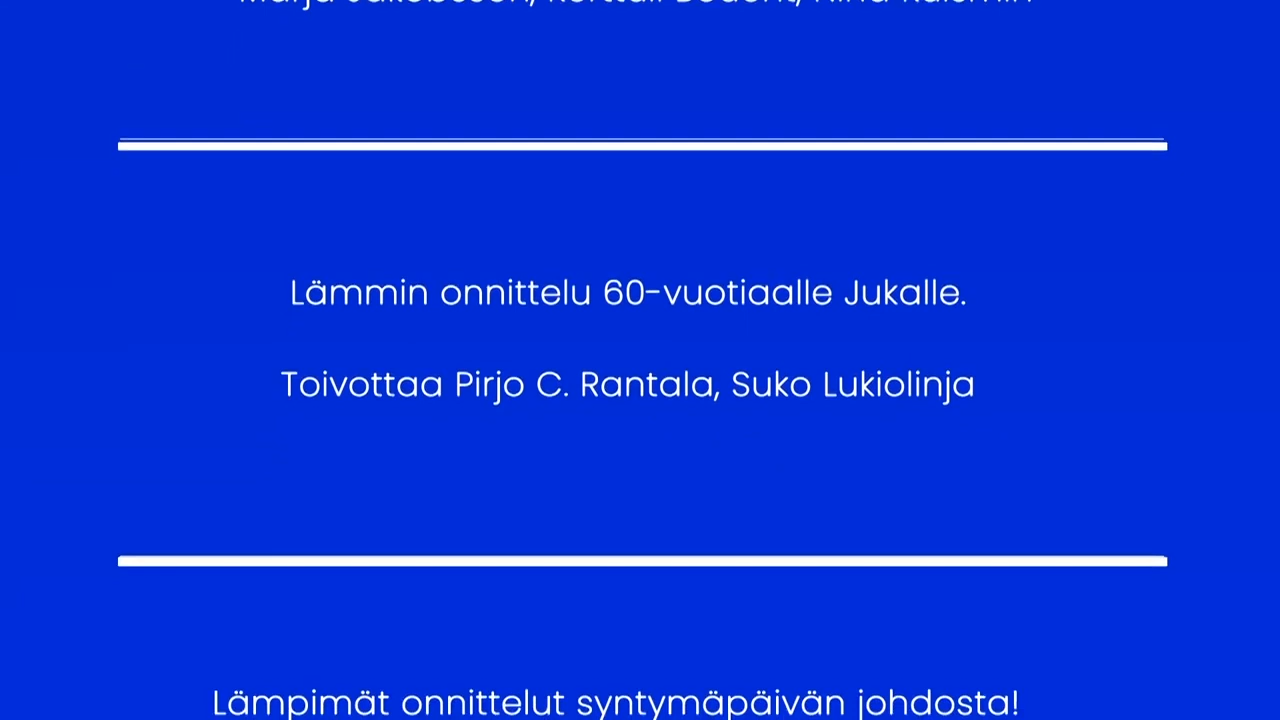 Lämmin onnittelu 60-vuotiaalle Jukalle.
Toivottaa Pirjo C. Rantala, Suko Lukiolinja
Lämpimät onnittelut syntymäpäivän johdosta!